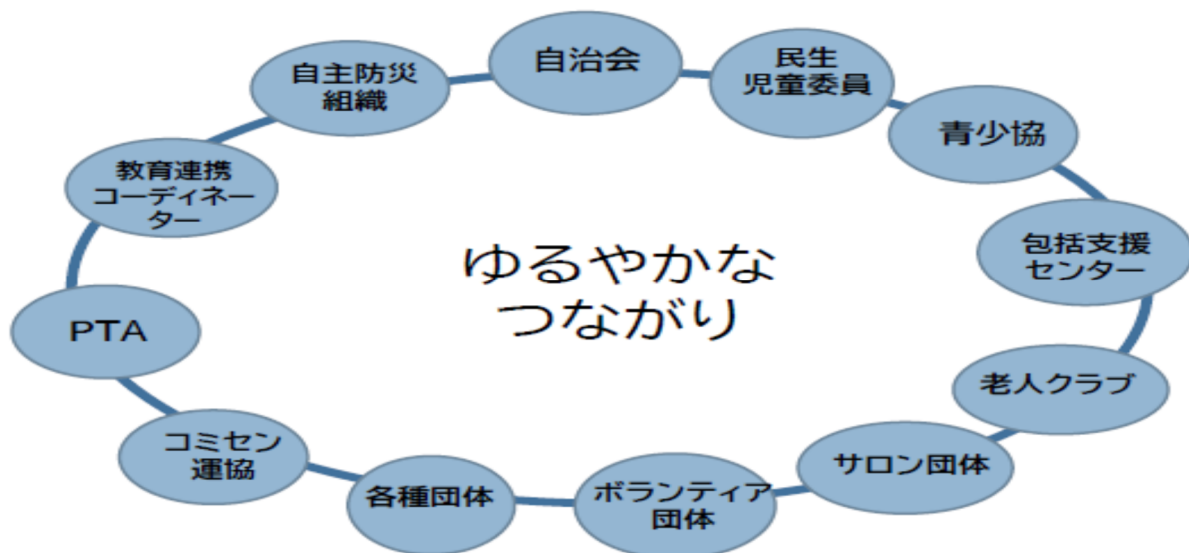 自治会
民生
児童委員
青少協
包括支援
センター
老人クラブ
サロン団体
ボランティア
団体
各種団体
コミセン
運協
PTA
教育連携
コーディネー
ター
自主防災
組織
ゆるやかな
つながり